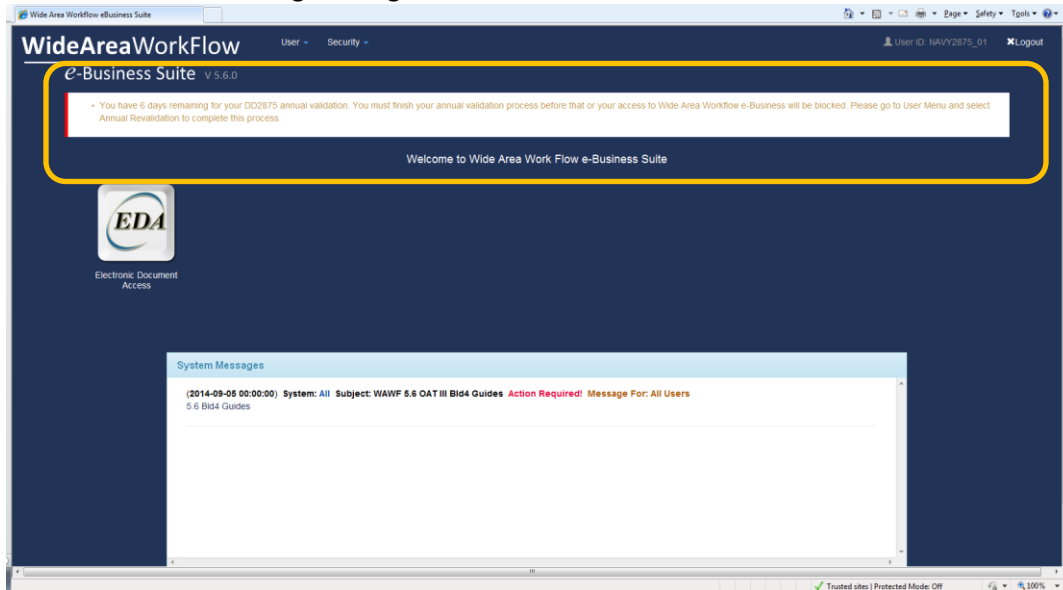 Wide Area Workflow eBusiness Suite
Page Safety Tools
WideAreaWorkFlow User Security User ID: NAVY2875_01 XLogout
e-Business Suite V 5.6.0
• You have 6 days remaining for your DD2875 annual validation. You must finish your annual validation process before that or your access to Wide Area Workflow e-Business will be blocked. Please go to User Menu and select
Annual Revalidation to complete this process.
Welcome to Wide Area Work Flow e-Business Suite
EDA
Electronic Document
Access
System Messages
(2014-09-05 00:00:00) System: All Subject: WAWF 5.6 OAT III Bld4 Guides Action Required! Message For: All Users
5.6 Bld4 Guides
Trusted sites | Protected Mode: Off 100%